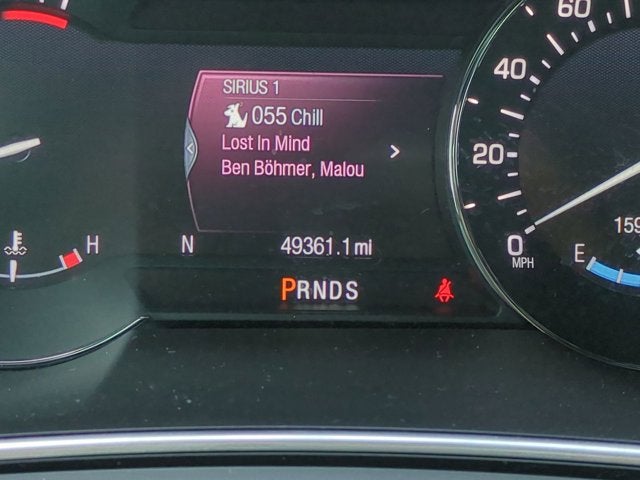 SIRIUS 1
055 Chill
Lost In Mind
Ben Böhmer, Malou
N 49361.1 mi
PRNDS
H
60
40
20
0
MPH
E
159